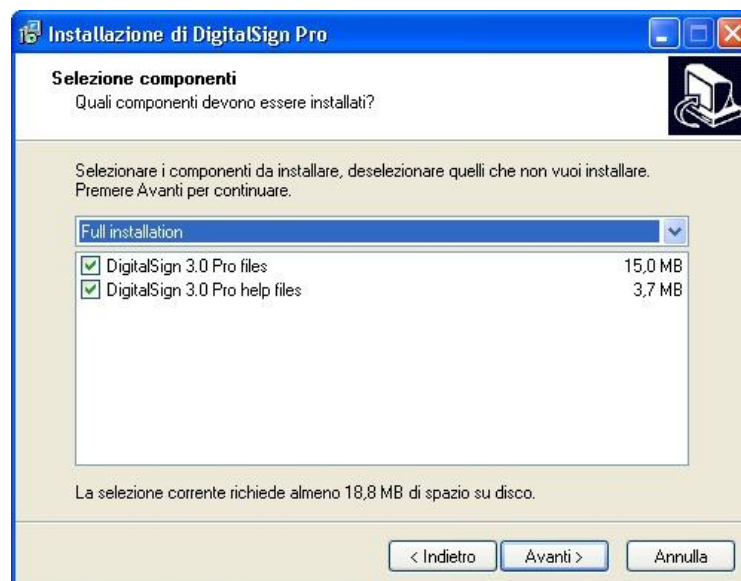 Installazione di DigitalSign Pro
Selezione componenti
Quali componenti devono essere installati?
Selezionare i componenti da installare, deselezionare quelli che non vuoi installare.
Premere Avanti per continuare.
Full installation
DigitalSign 3.0 Pro files 15,0 MB
DigitalSign 3.0 Pro help files 3,7 MB
La selezione corrente richiede almeno 18,8 MB di spazio su disco.
< Indietro Avanti > Annulla